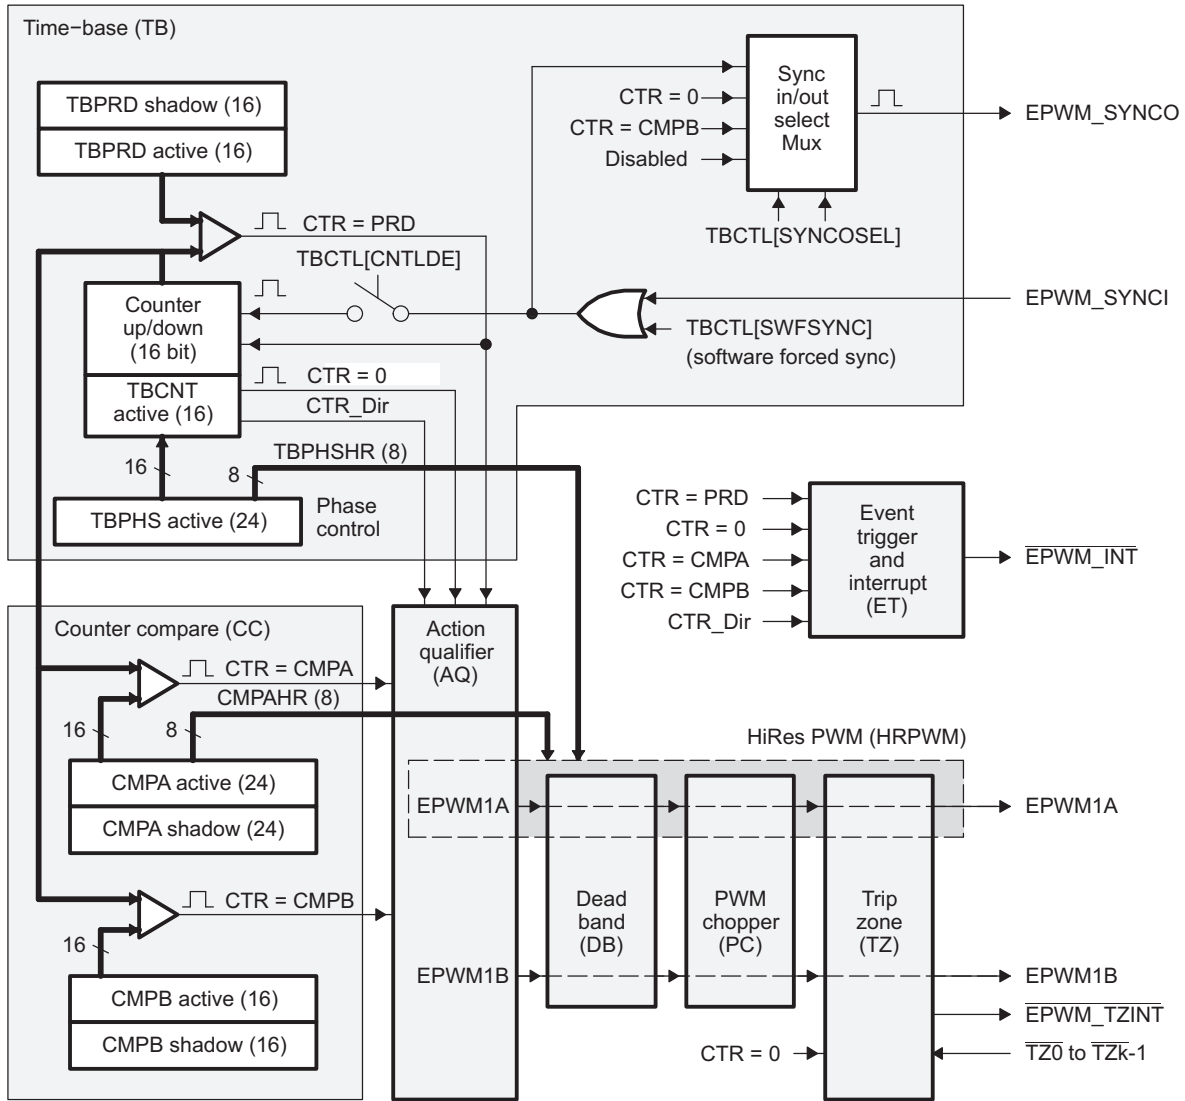 Time−base (TB)
TBPRD shadow (16)
TBPRD active (16)
CTR = PRD
TBCTL[CNTLDE]
Counter
up/down
(16 bit)
TBCNT
active (16)
CTR = 0
CTR_Dir
16
8
TBPHSHR (8)
TBPHS active (24)
Phase
control
CTR = 0
CTR = CMPB
Disabled
Sync
in/out
select
Mux
TBCTL[SYNCOSEL]
EPWM_SYNCO
EPWM_SYNCI
TBCTL[SWFSYNC]
(software forced sync)
CTR = PRD
CTR = 0
CTR = CMPA
CTR = CMPB
CTR_Dir
Event
trigger
and
interrupt
(ET)
EPWM_INT
Counter compare (CC)
CTR = CMPA
CMPAHR (8)
16
8
CMPA active (24)
CMPA shadow (24)
CTR = CMPB
16
CMPB active (16)
CMPB shadow (16)
Action
qualifier
(AQ)
HiRes PWM (HRPWM)
EPWM1A
EPWM1A
Dead
band
(DB)
PWM
chopper
(PC)
Trip
zone
(TZ)
EPWM1B
EPWM1B
EPWM_TZINT
CTR = 0
TZ0 to TZk-1